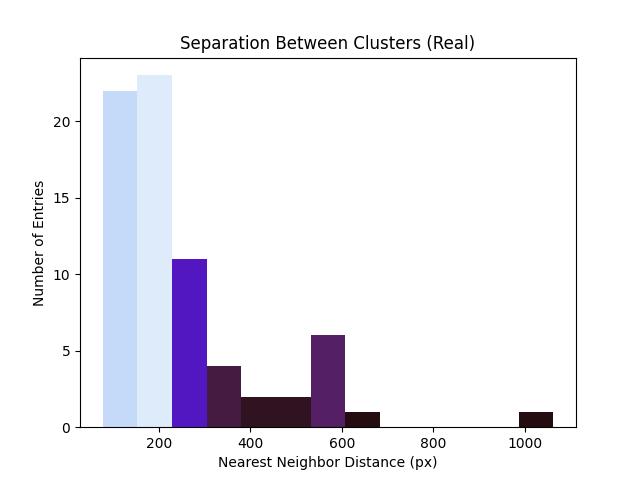 Separation Between Clusters (Real)
Number of Entries
20
15
10
5
0
200 400 600 800 1000
Nearest Neighbor Distance (px)